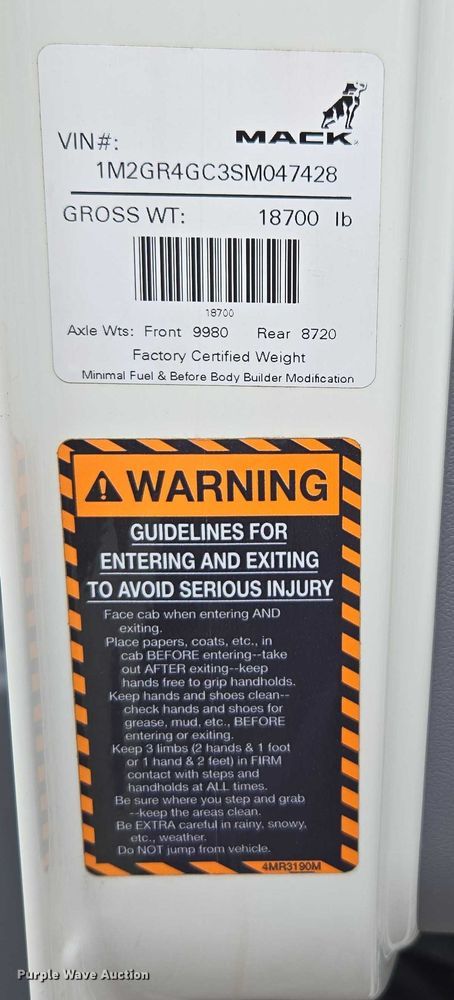 MACK
VIN#:
1M2GR4GC3SM047428
GROSS WT: 18700 lb
18700
Axle Wts: Front 9980 Rear 8720
Factory Certified Weight
Minimal Fuel & Before Body Builder Modification
WARNING
GUIDELINES FOR
ENTERING AND EXITING
TO AVOID SERIOUS INJURY
Face cab when entering AND
exiting.
Place papers, coats, etc., in
cab BEFORE entering--take
out AFTER exiting--keep
hands free to grip handholds.
Keep hands and shoes clean--
check hands and shoes for
grease, mud, etc., BEFORE
entering or exiting.
Keep 3 limbs (2 hands & 1 foot
or 1 hand & 2 feet) in FIRM
contact with steps and
handholds at ALL times.
Be sure where you step and grab
--keep the areas clean.
Be EXTRA careful in rainy, snowy,
etc., weather.
Do NOT jump from vehicle.
4MR3190M
Purple Wave Auction